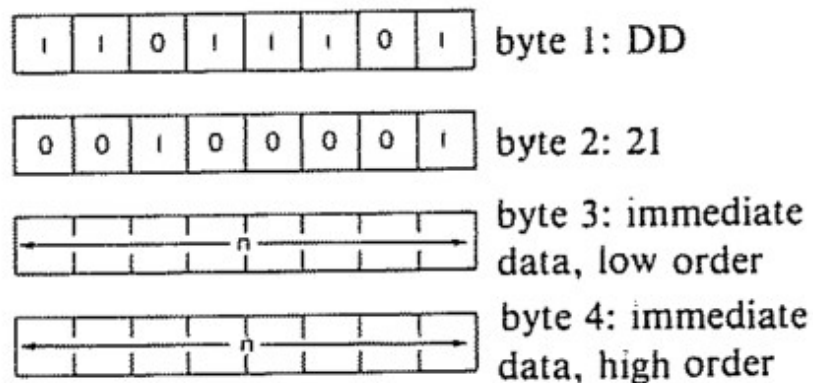 1 1 0 1 1 1 0 1 byte 1: DD
0 0 1 0 0 0 0 1 byte 2: 21
byte 3: immediate
n
data, low order
byte 4: immediate
n
data, high order